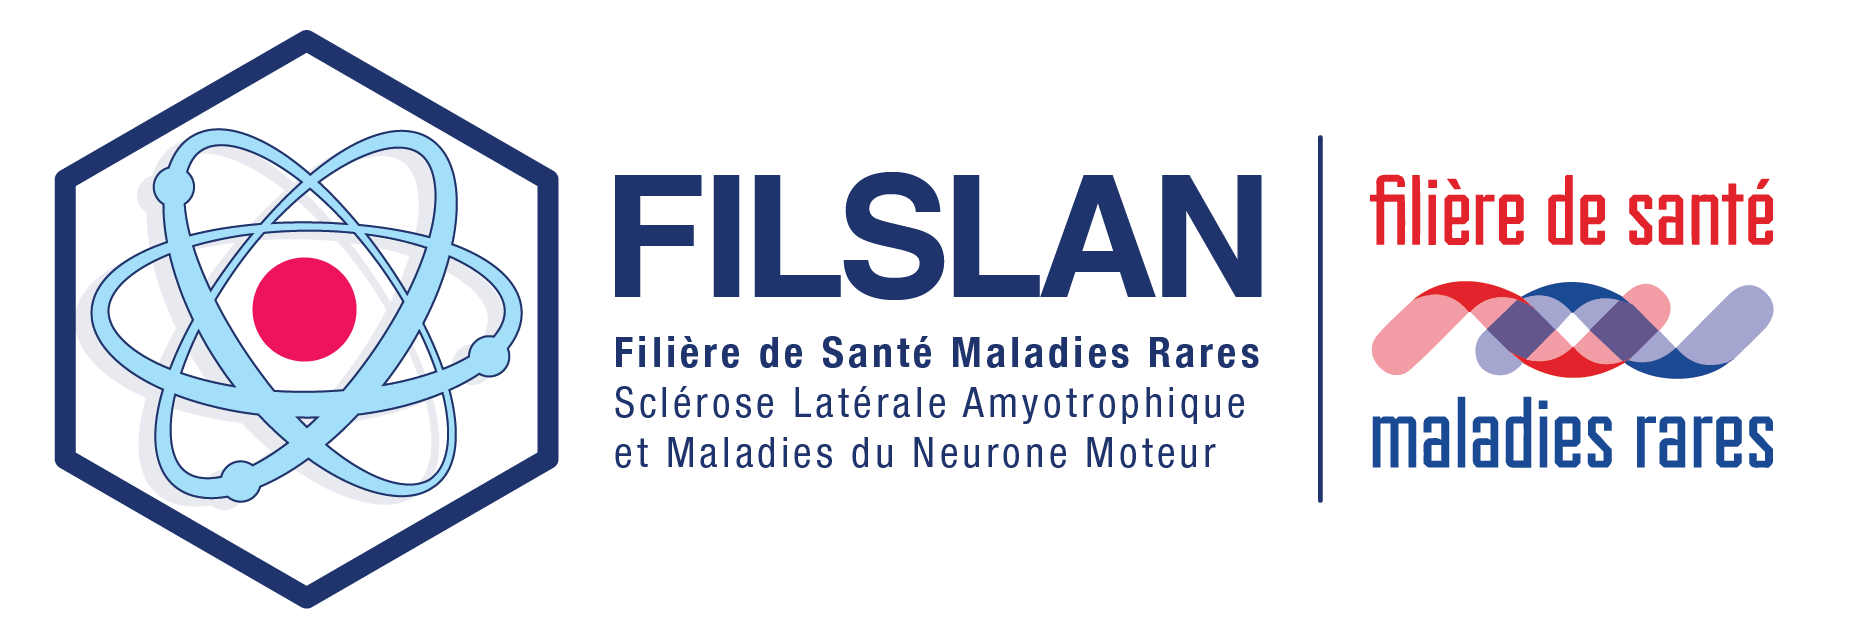 FILSLAN
Filière de Santé Maladies Rares
Sclérose Latérale Amyotrophique
et Maladies du Neurone Moteur
filière de santé
maladies rares